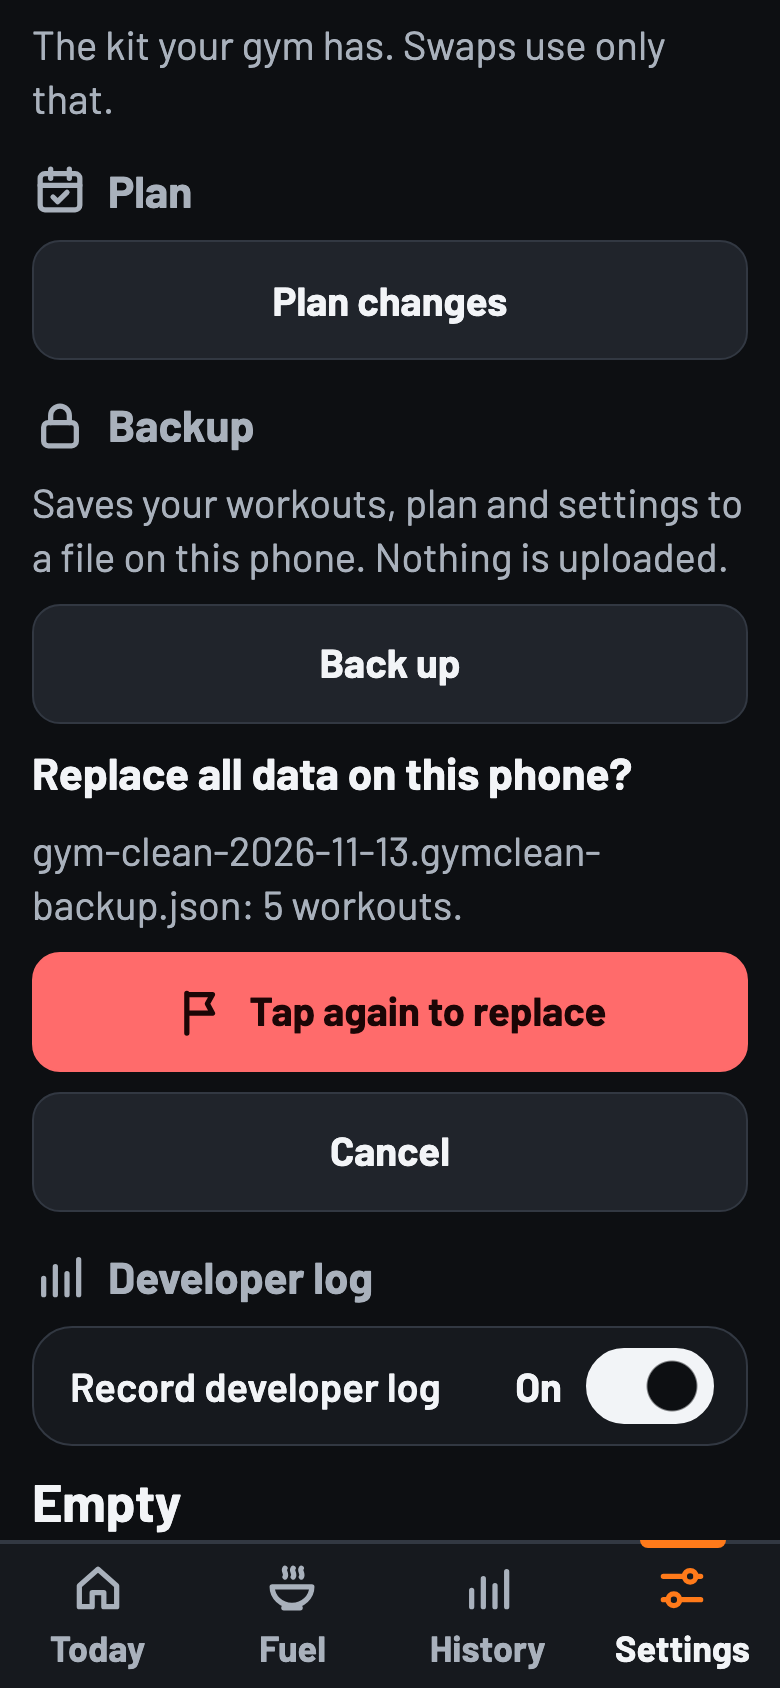 The kit your gym has. Swaps use only
that.
Plan
Plan changes
Backup
Saves your workouts, plan and settings to
a file on this phone. Nothing is uploaded.
Back up
Replace all data on this phone?
gym-clean-2026-11-13.gymclean-
backup.json: 5 workouts.
Tap again to replace
Cancel
Developer log
Record developer log On
Empty
Today Fuel History Settings